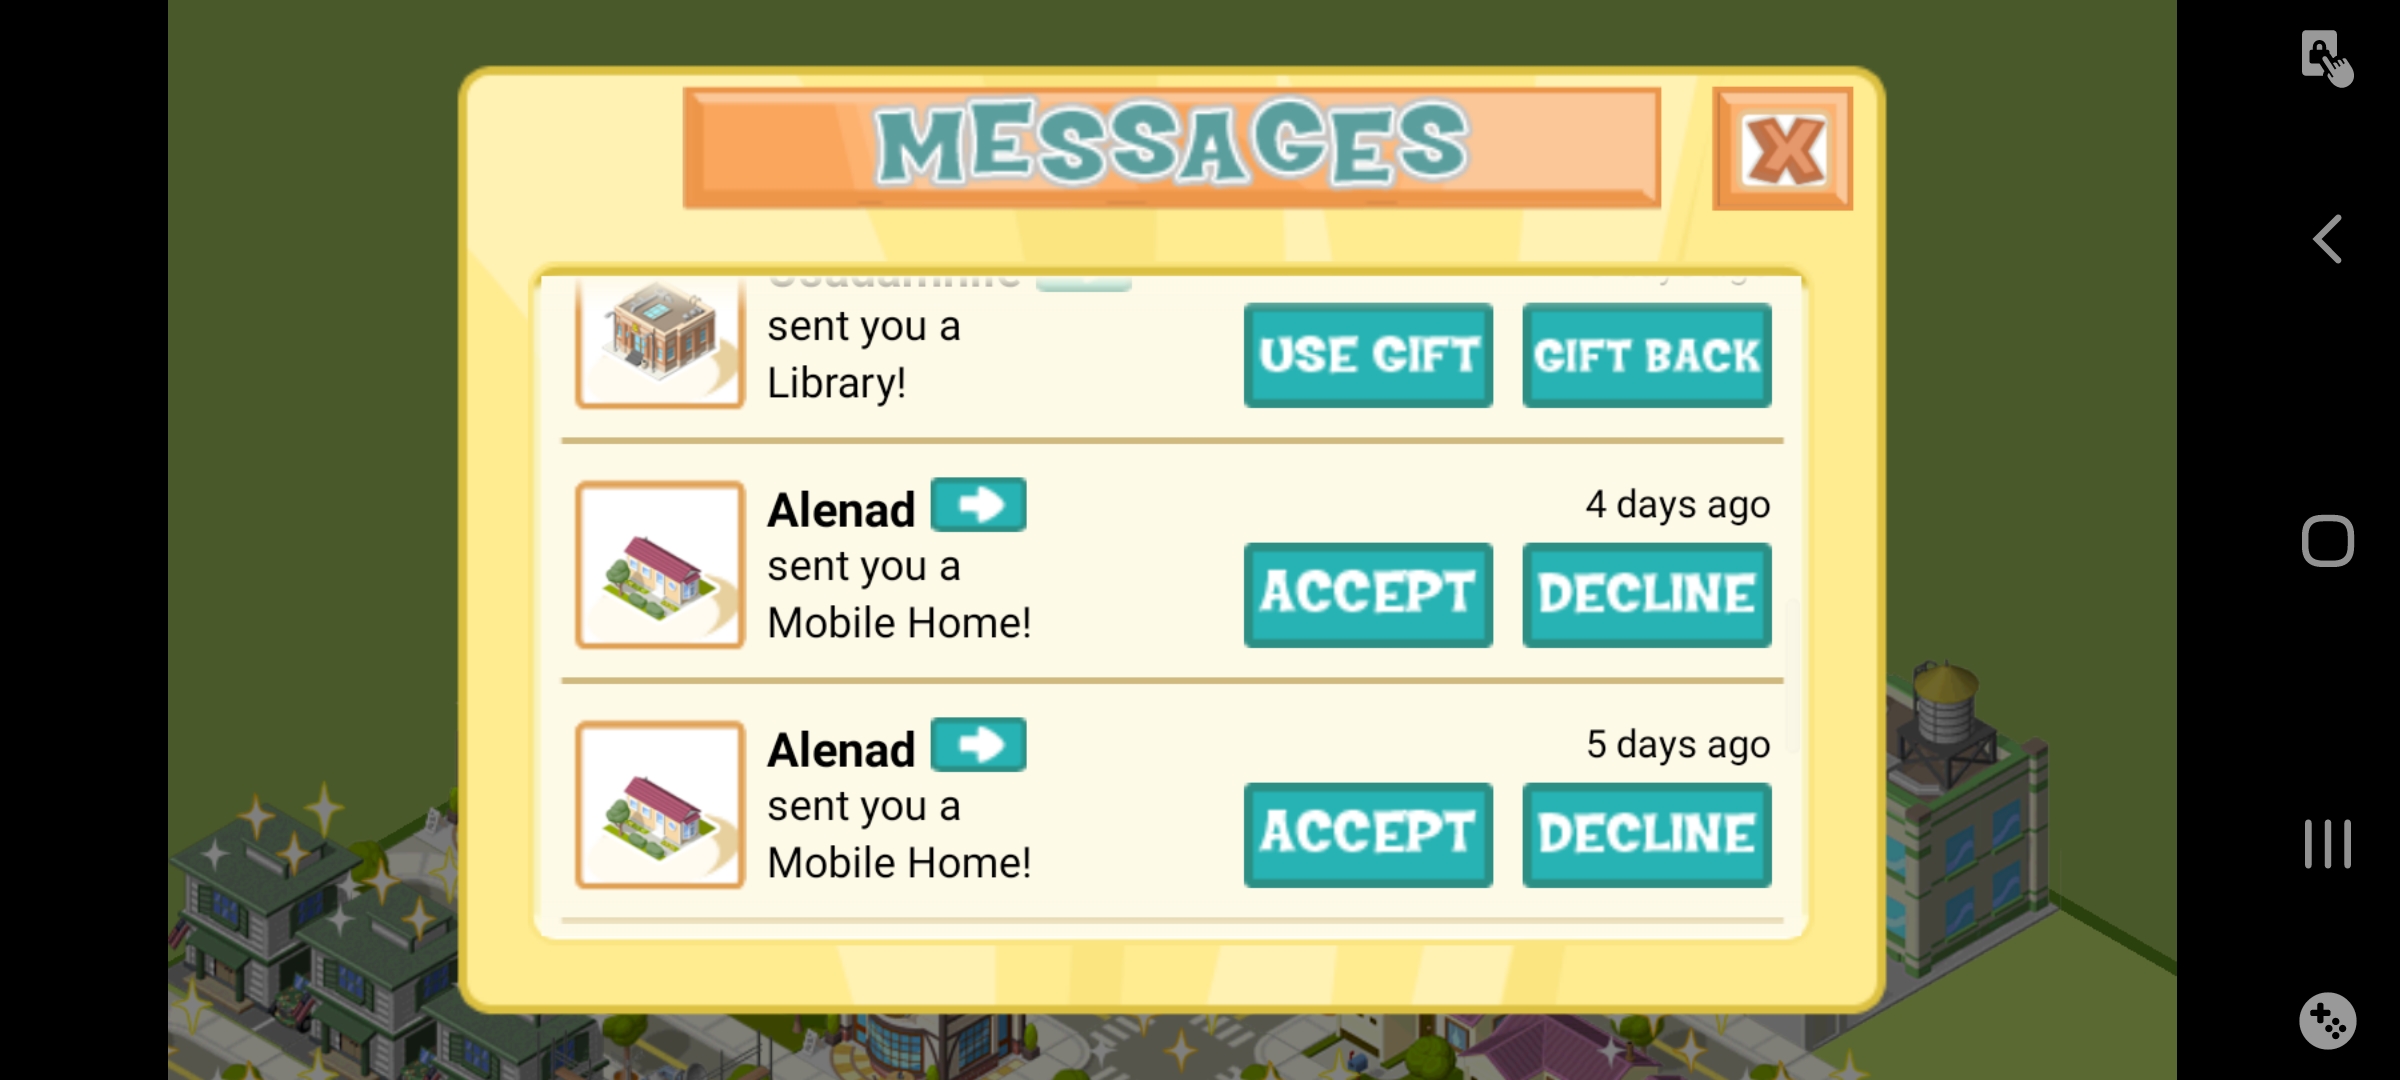 MESSAGES
X
sent you a
Library!
USE GIFT
GIFT BACK
Alenad
4 days ago
sent you a
Mobile Home!
ACCEPT
DECLINE
Alenad
5 days ago
sent you a
Mobile Home!
ACCEPT
DECLINE